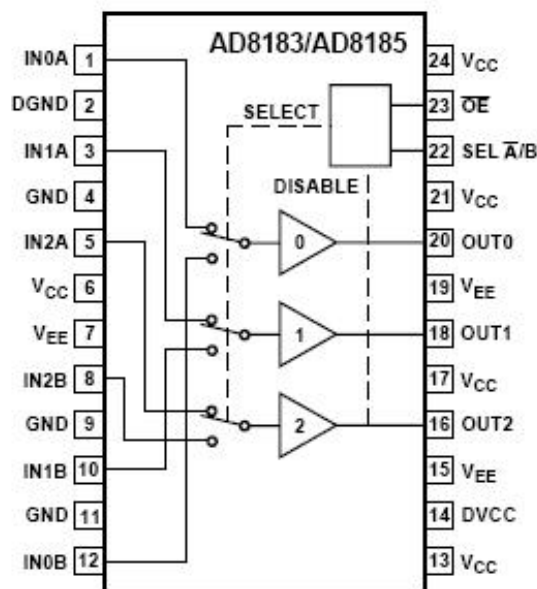 AD8183/AD8185
IN0A 1
DGND 2
IN1A 3
GND 4
IN2A 5
VCC 6
VEE 7
IN2B 8
GND 9
IN1B 10
GND 11
IN0B 12
SELECT
DISABLE
0
1
2
24 VCC
23 O̅E̅
22 SEL A̅/B
21 VCC
20 OUT0
19 VEE
18 OUT1
17 VCC
16 OUT2
15 VEE
14 DVCC
13 VCC